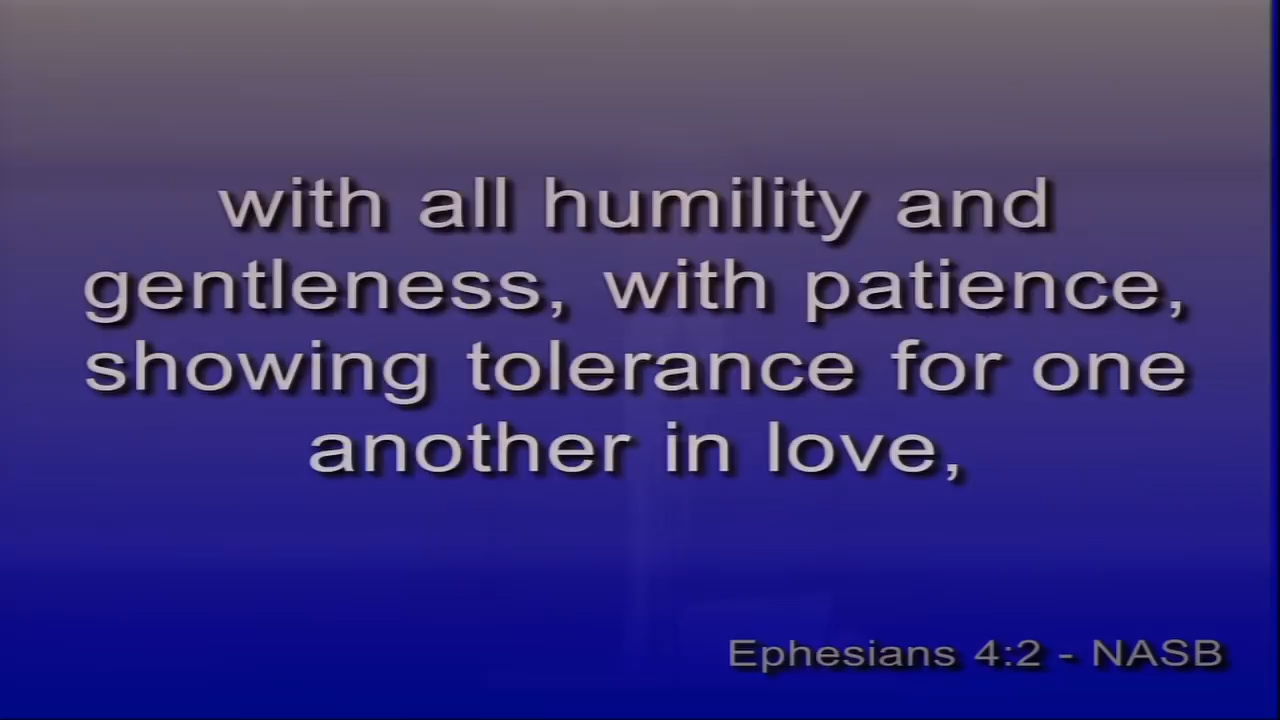 with all humility and
gentleness, with patience,
showing tolerance for one
another in love,
Ephesians 4:2 - NASB